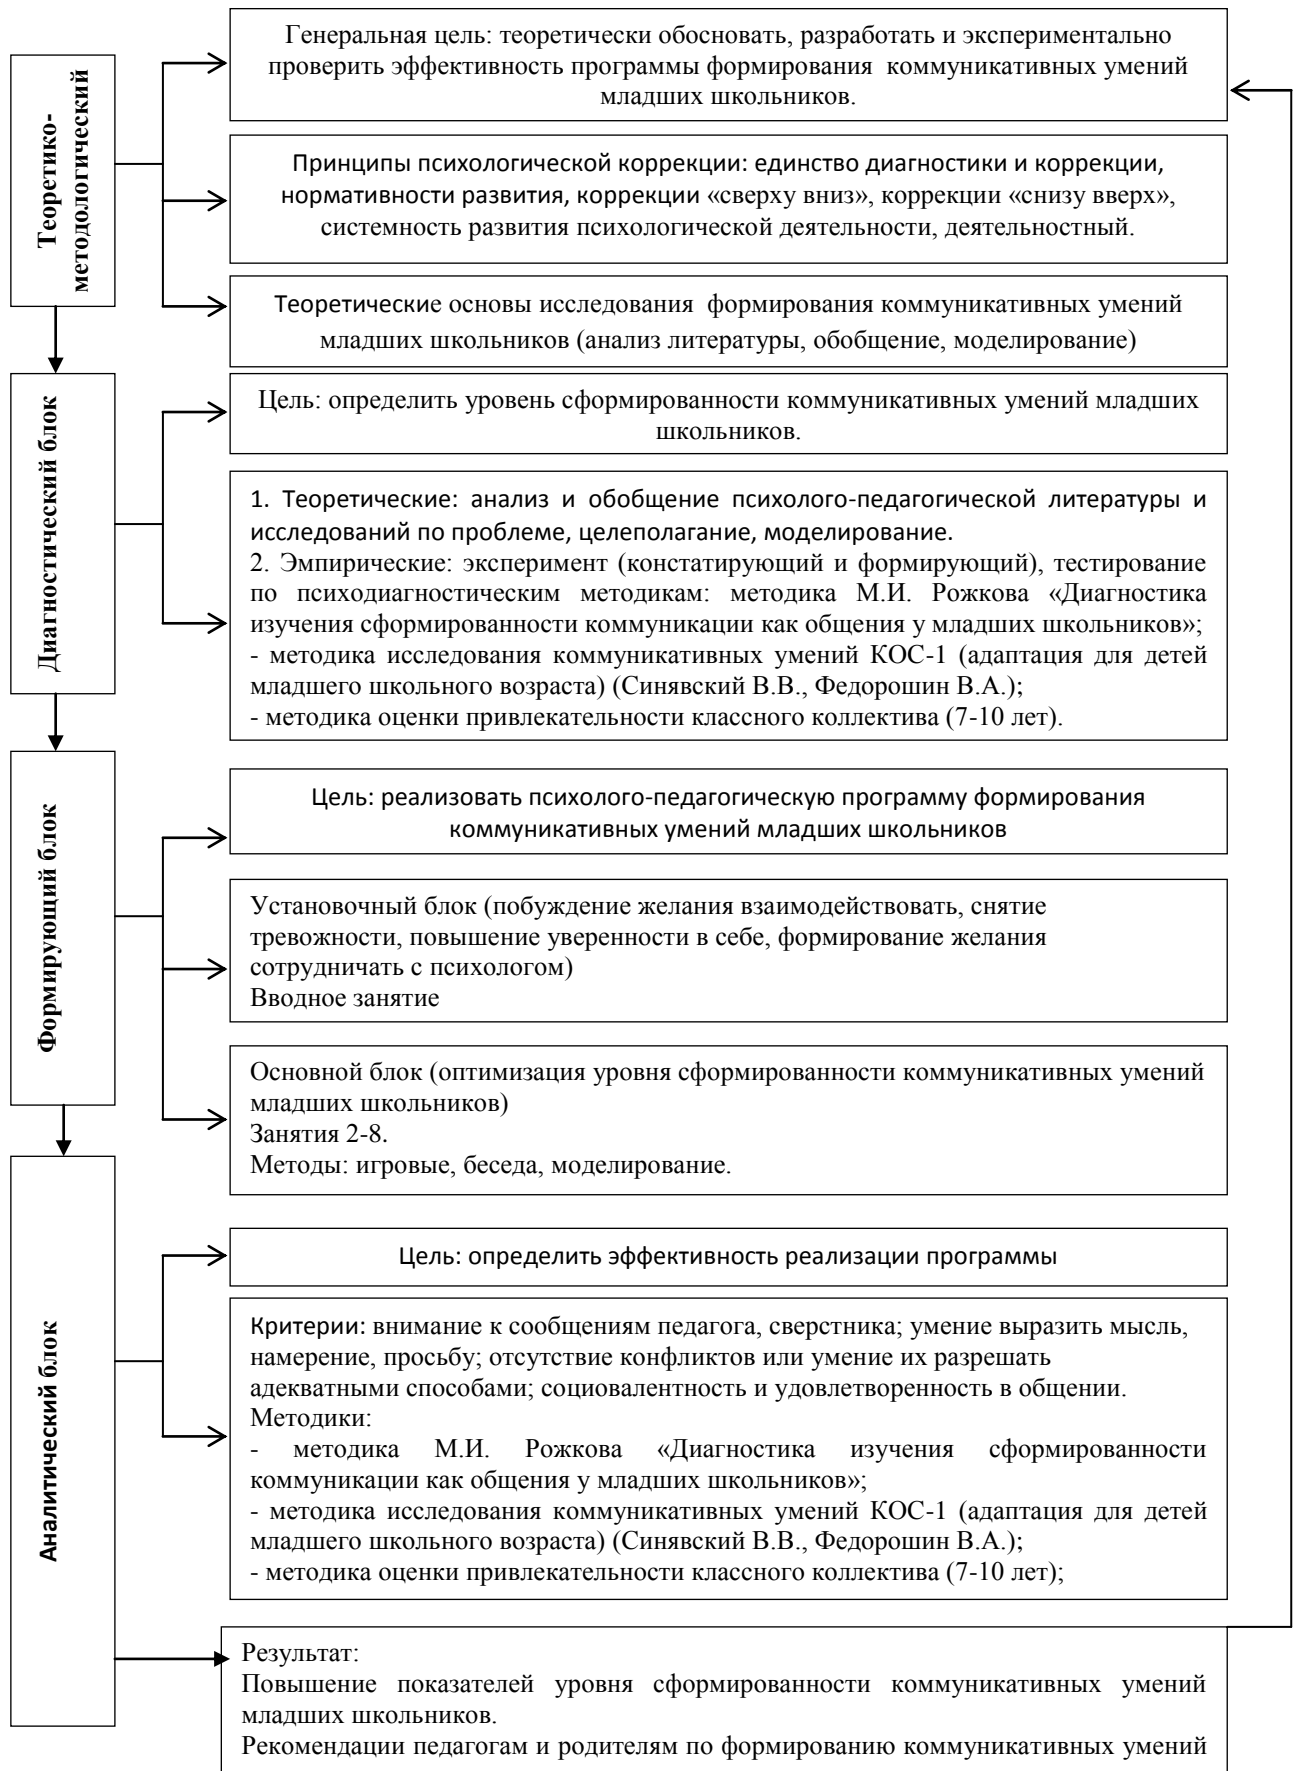 Теоретико-
методологический
Генеральная цель: теоретически обосновать, разработать и экспериментально
проверить эффективность программы формирования коммуникативных умений
младших школьников.
Принципы психологической коррекции: единство диагностики и коррекции,
нормативности развития, коррекции «сверху вниз», коррекции «снизу вверх»,
системность развития психологической деятельности, деятельностный.
Теоретические основы исследования формирования коммуникативных умений
младших школьников (анализ литературы, обобщение, моделирование)
Диагностический блок
Цель: определить уровень сформированности коммуникативных умений младших
школьников.
1. Теоретические: анализ и обобщение психолого-педагогической литературы и
исследований по проблеме, целеполагание, моделирование.
2. Эмпирические: эксперимент (констатирующий и формирующий), тестирование
по психодиагностическим методикам: методика М.И. Рожкова «Диагностика
изучения сформированности коммуникации как общения у младших школьников»;
- методика исследования коммуникативных умений КОС-1 (адаптация для детей
младшего школьного возраста) (Синявский В.В., Федорошин В.А.);
- методика оценки привлекательности классного коллектива (7-10 лет).
Формирующий блок
Цель: реализовать психолого-педагогическую программу формирования
коммуникативных умений младших школьников
Установочный блок (побуждение желания взаимодействовать, снятие
тревожности, повышение уверенности в себе, формирование желания
сотрудничать с психологом)
Вводное занятие
Основной блок (оптимизация уровня сформированности коммуникативных умений
младших школьников)
Занятия 2-8.
Методы: игровые, беседа, моделирование.
Аналитический блок
Цель: определить эффективность реализации программы
Критерии: внимание к сообщениям педагога, сверстника; умение выразить мысль,
намерение, просьбу; отсутствие конфликтов или умение их разрешать
адекватными способами; социовалентность и удовлетворенность в общении.
Методики:
- методика М.И. Рожкова «Диагностика изучения сформированности
коммуникации как общения у младших школьников»;
- методика исследования коммуникативных умений КОС-1 (адаптация для детей
младшего школьного возраста) (Синявский В.В., Федорошин В.А.);
- методика оценки привлекательности классного коллектива (7-10 лет);
Результат:
Повышение показателей уровня сформированности коммуникативных умений
младших школьников.
Рекомендации педагогам и родителям по формированию коммуникативных умений